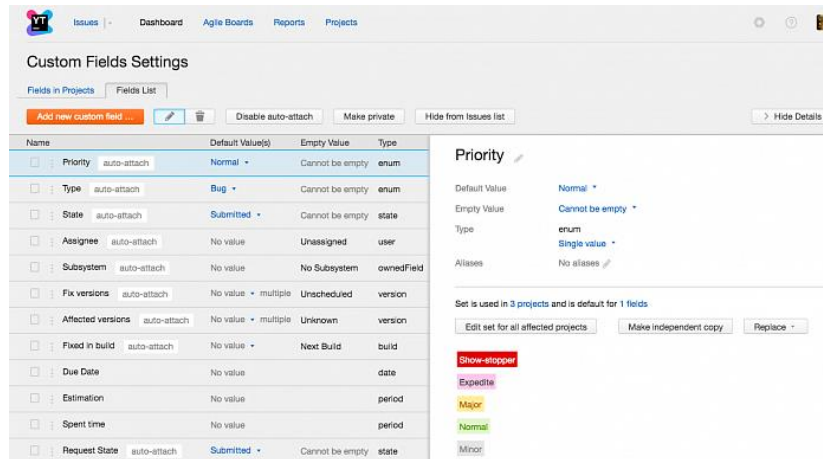 YT
Issues Dashboard Agile Boards Reports Projects
Custom Fields Settings
Fields in Projects Fields List
Add new custom field ... Disable auto-attach Make private Hide from Issues list > Hide Details
Name Default Value(s) Empty Value Type
Priority auto-attach Normal Cannot be empty enum
Type auto-attach Bug Cannot be empty enum
State auto-attach Submitted Cannot be empty state
Assignee auto-attach No value Unassigned user
Subsystem auto-attach No value No Subsystem ownedField
Fix versions auto-attach No value multiple Unscheduled version
Affected versions auto-attach No value multiple Unknown version
Fixed in build auto-attach No value Next Build build
Due Date No value date
Estimation No value period
Spent time No value period
Request State auto-attach Submitted Cannot be empty state
Priority
Default Value Normal
Empty Value Cannot be empty
Type enum
Single value
Aliases No aliases
Set is used in 3 projects and is default for 1 fields
Edit set for all affected projects Make independent copy Replace
Show-stopper
Expedite
Major
Normal
Minor